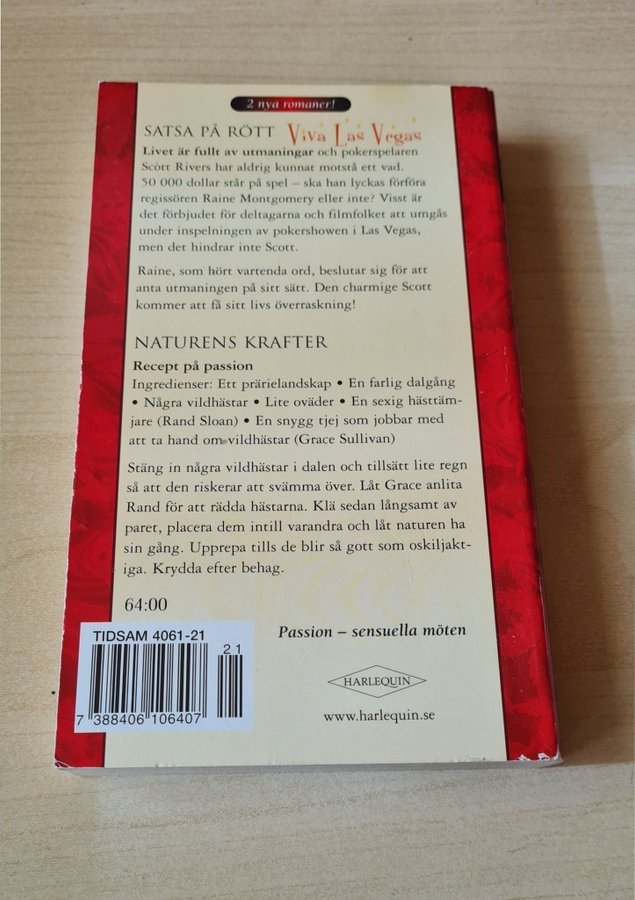 2 nya romaner!
SATSA PÅ RÖTT Viva Las Vegas
Livet är fullt av utmaningar och pokerspelaren
Scott Rivers har aldrig kunnat motstå ett vad.
50 000 dollar står på spel – ska han lyckas förföra
regissören Raine Montgomery eller inte? Visst är
det förbjudet för deltagarna och filmfolket att umgås
under inspelningen av pokershowen i Las Vegas,
men det hindrar inte Scott.
Raine, som hört vartenda ord, beslutar sig för att
anta utmaningen på sitt sätt. Den charmige Scott
kommer att få sitt livs överraskning!
NATURENS KRAFTER
Recept på passion
Ingredienser: Ett prärielandskap • En farlig dalgång
• Några vildhästar • Lite oväder • En sexig hästtäm-
jare (Rand Sloan) • En snygg tjej som jobbar med
att ta hand om vildhästar (Grace Sullivan)
Stäng in några vildhästar i dalen och tillsätt lite regn
så att den riskerar att svämma över. Låt Grace anlita
Rand för att rädda hästarna. Klä sedan långsamt av
paret, placera dem intill varandra och låt naturen ha
sin gång. Upprepa tills de blir så gott som oskiljakt-
iga. Krydda efter behag.
64:00
TIDSAM 4061-21
21
7 388406 106407
Passion – sensuella möten
HARLEQUIN
www.harlequin.se